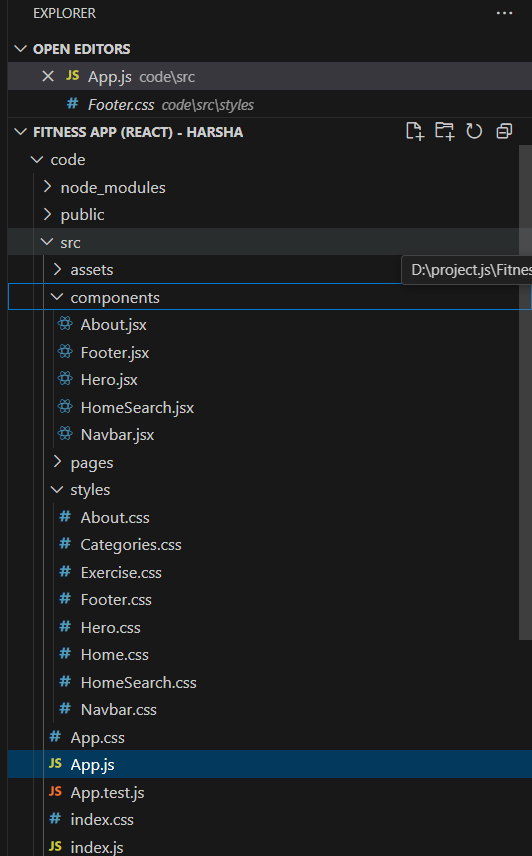 EXPLORER ...
OPEN EDITORS
JS App.js code\src
# Footer.css code\src\styles
FITNESS APP (REACT) - HARSHA
code
node_modules
public
src
assets
D:\project.js\Fitnes
components
About.jsx
Footer.jsx
Hero.jsx
HomeSearch.jsx
Navbar.jsx
pages
styles
# About.css
# Categories.css
# Exercise.css
# Footer.css
# Hero.css
# Home.css
# HomeSearch.css
# Navbar.css
# App.css
JS App.js
JS App.test.js
# index.css
JS index.js